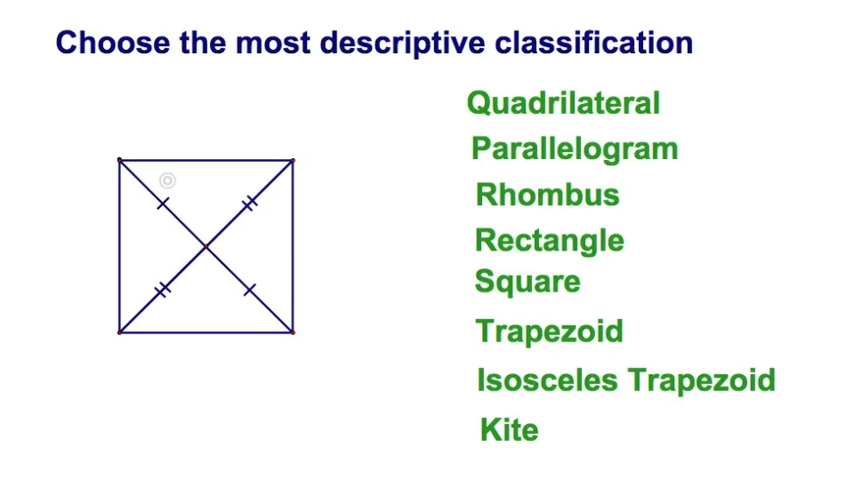 Choose the most descriptive classification
Quadrilateral
Parallelogram
Rhombus
Rectangle
Square
Trapezoid
Isosceles Trapezoid
Kite